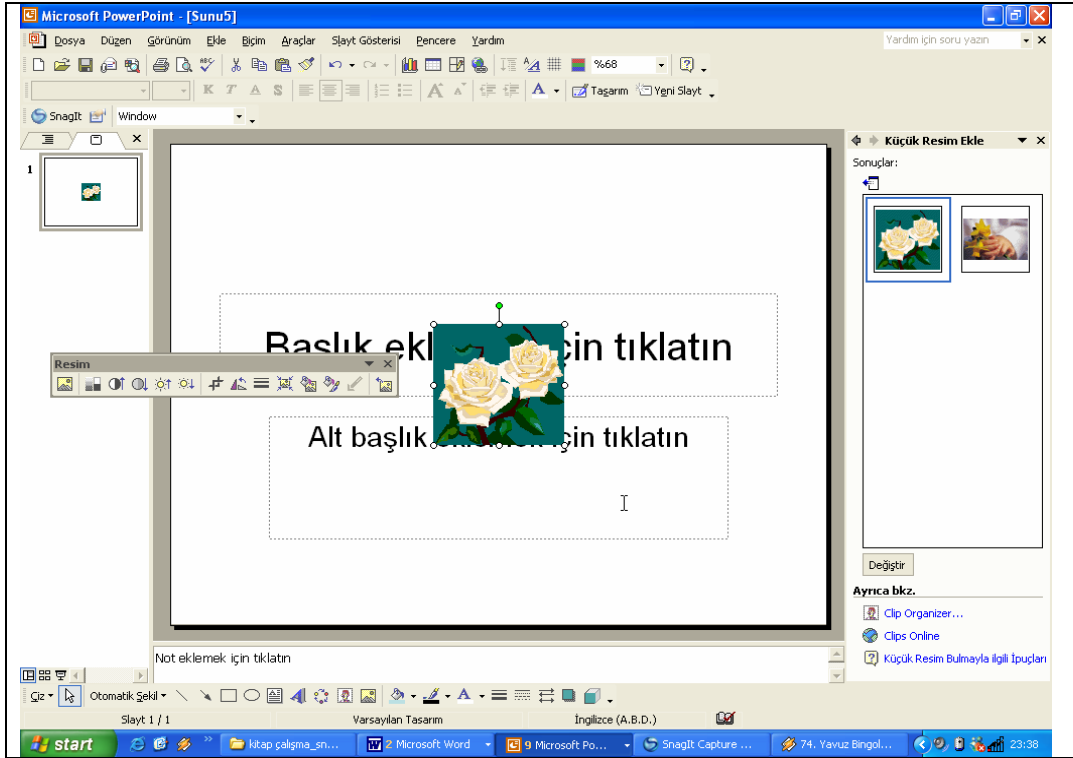 Microsoft PowerPoint - [Sunu5]
Dosya Düzen Görünüm Ekle Biçim Araçlar Slayt Gösterisi Pencere Yardım Yardım için soru yazın
%68
K T A S Tasarım Yeni Slayt
SnagIt Window
Küçük Resim Ekle
1
Sonuçlar:
Başlık ekl için tıklatın
Resim
Alt başlık eklemek için tıklatın
Değiştir
Ayrıca bkz.
Clip Organizer...
Clips Online
Küçük Resim Bulmayla ilgili İpuçları
Not eklemek için tıklatın
Çiz Otomatik Şekil
Slayt 1 / 1 Varsayılan Tasarım İngilizce (A.B.D.)
start kitap çalışma_sn... 2 Microsoft Word 9 Microsoft Po... SnagIt Capture ... 74. Yavuz Bingol... 23:38